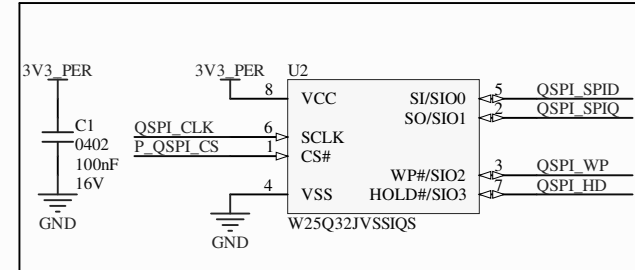 3V3_PER
C1
0402
100nF
16V
GND
3V3_PER
U2
8 VCC SI/SIO0 5 QSPI_SPID
SO/SIO1 2 QSPI_SPIQ
QSPI_CLK 6 SCLK
P_QSPI_CS 1 CS#
WP#/SIO2 3 QSPI_WP
4 VSS HOLD#/SIO3 7 QSPI_HD
GND
W25Q32JVSSIQS